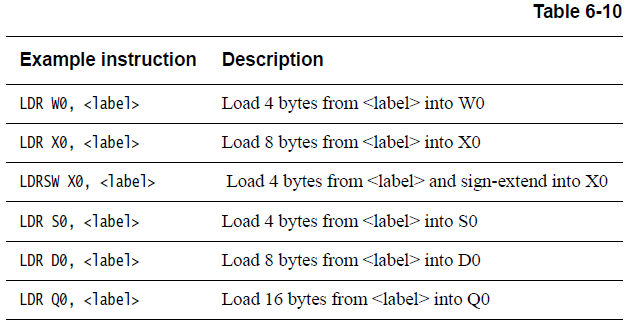 Table 6-10
Example instruction Description
LDR W0, <label> Load 4 bytes from <label> into W0
LDR X0, <label> Load 8 bytes from <label> into X0
LDRSW X0, <label> Load 4 bytes from <label> and sign-extend into X0
LDR S0, <label> Load 4 bytes from <label> into S0
LDR D0, <label> Load 8 bytes from <label> into D0
LDR Q0, <label> Load 16 bytes from <label> into Q0